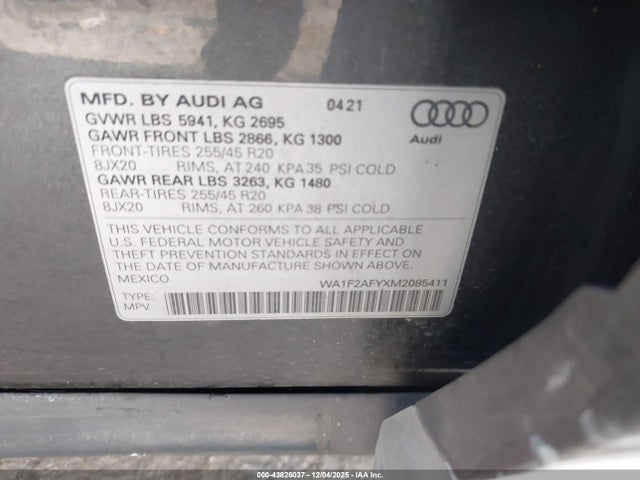 MFD. BY AUDI AG 04 21
GVWR LBS 5941, KG 2695
GAWR FRONT LBS 2866, KG 1300
FRONT-TIRES 255/45 R20
8JX20 RIMS, AT 240 KPA 35 PSI COLD
GAWR REAR LBS 3263, KG 1480
REAR-TIRES 255/45 R20
8JX20 RIMS, AT 260 KPA 38 PSI COLD
Audi
THIS VEHICLE CONFORMS TO ALL APPLICABLE
U.S. FEDERAL MOTOR VEHICLE SAFETY AND
THEFT PREVENTION STANDARDS IN EFFECT ON
THE DATE OF MANUFACTURE SHOWN ABOVE.
MEXICO WA1F2AFYXM2085411
TYPE:
MPV
000-43826037 - 12/04/2025 - IAA Inc.